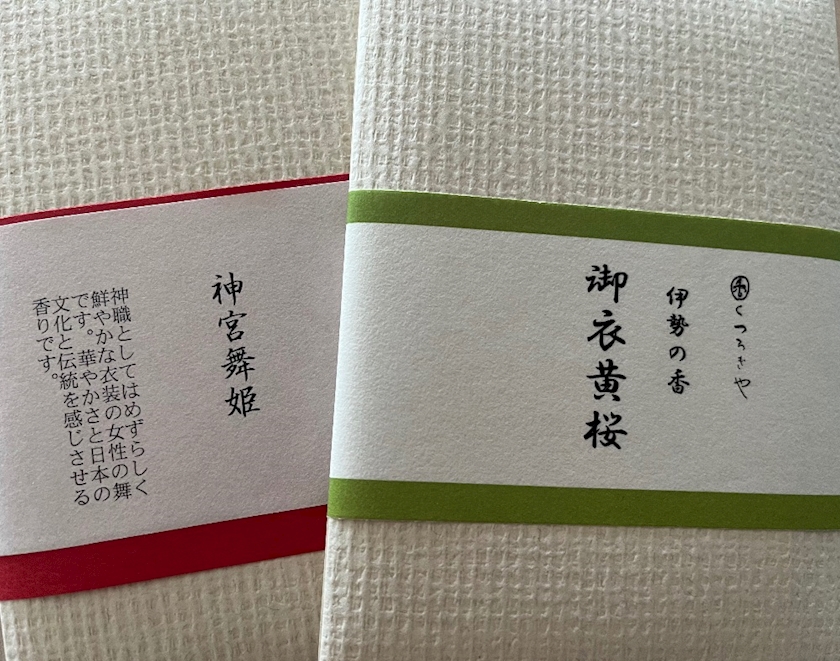 神宮舞姫
神職としてはめずらしく
鮮やかな衣装の女性の舞
です。華やかさと日本の
文化と伝統を感じさせる
香りです。
香くつろぎや
伊勢の香
御衣黄桜